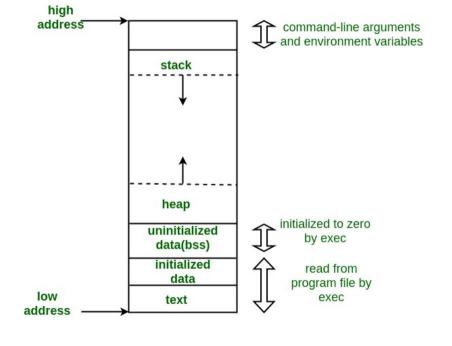 high
address
command-line arguments
and environment variables
stack
heap
uninitialized
data(bss)
initialized to zero
by exec
initialized
data
read from
program file by
exec
low
address
text